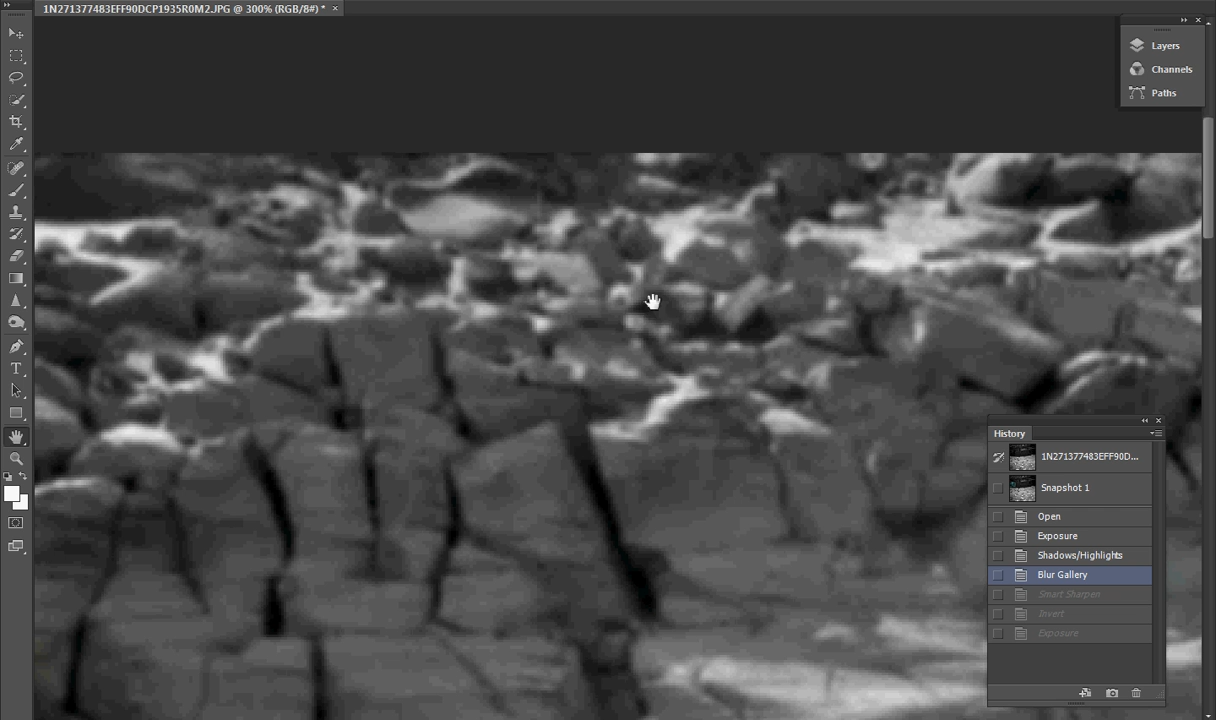 1N271377483EFF90DCP1935R0M2.JPG @ 300% (RGB/8#) *
Layers
Channels
Paths
T
History
1N271377483EFF90D...
Snapshot 1
Open
Exposure
Shadows/Highlights
Blur Gallery
Smart Sharpen
Invert
Exposure